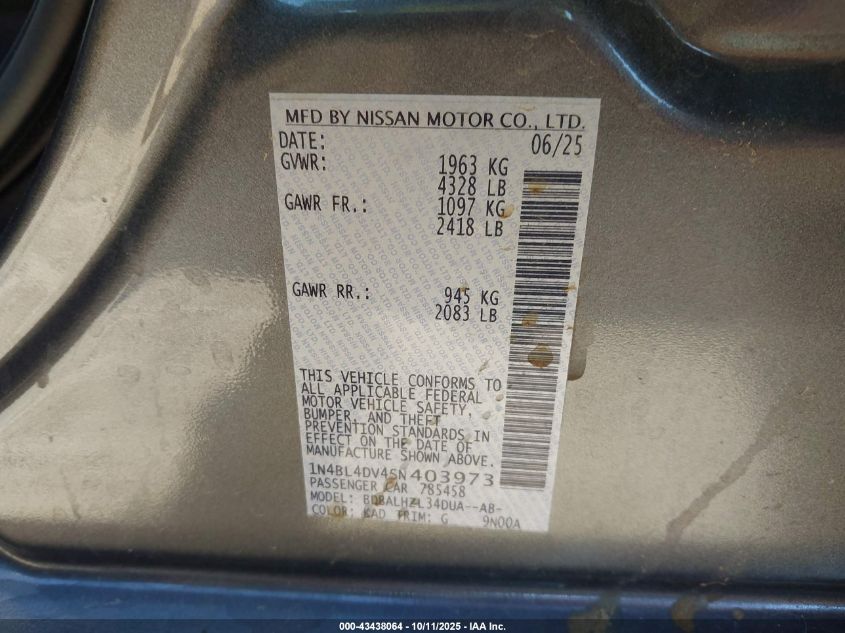 MFD BY NISSAN MOTOR CO., LTD.
DATE: 06/25
GVWR: 1963 KG
4328 LB
GAWR FR.: 1097 KG
2418 LB
GAWR RR.: 945 KG
2083 LB
THIS VEHICLE CONFORMS TO
ALL APPLICABLE FEDERAL
MOTOR VEHICLE SAFETY,
BUMPER, AND THEFT
PREVENTION STANDARDS IN
EFFECT ON THE DATE OF
MANUFACTURE SHOWN ABOVE.
1N4BL4DV4SN403973
PASSENGER CAR 785458
MODEL: BDBALHZL34DUA--AB-
COLOR: KAD TRIM: G 9N00A
000-43438064 - 10/11/2025 - IAA Inc.